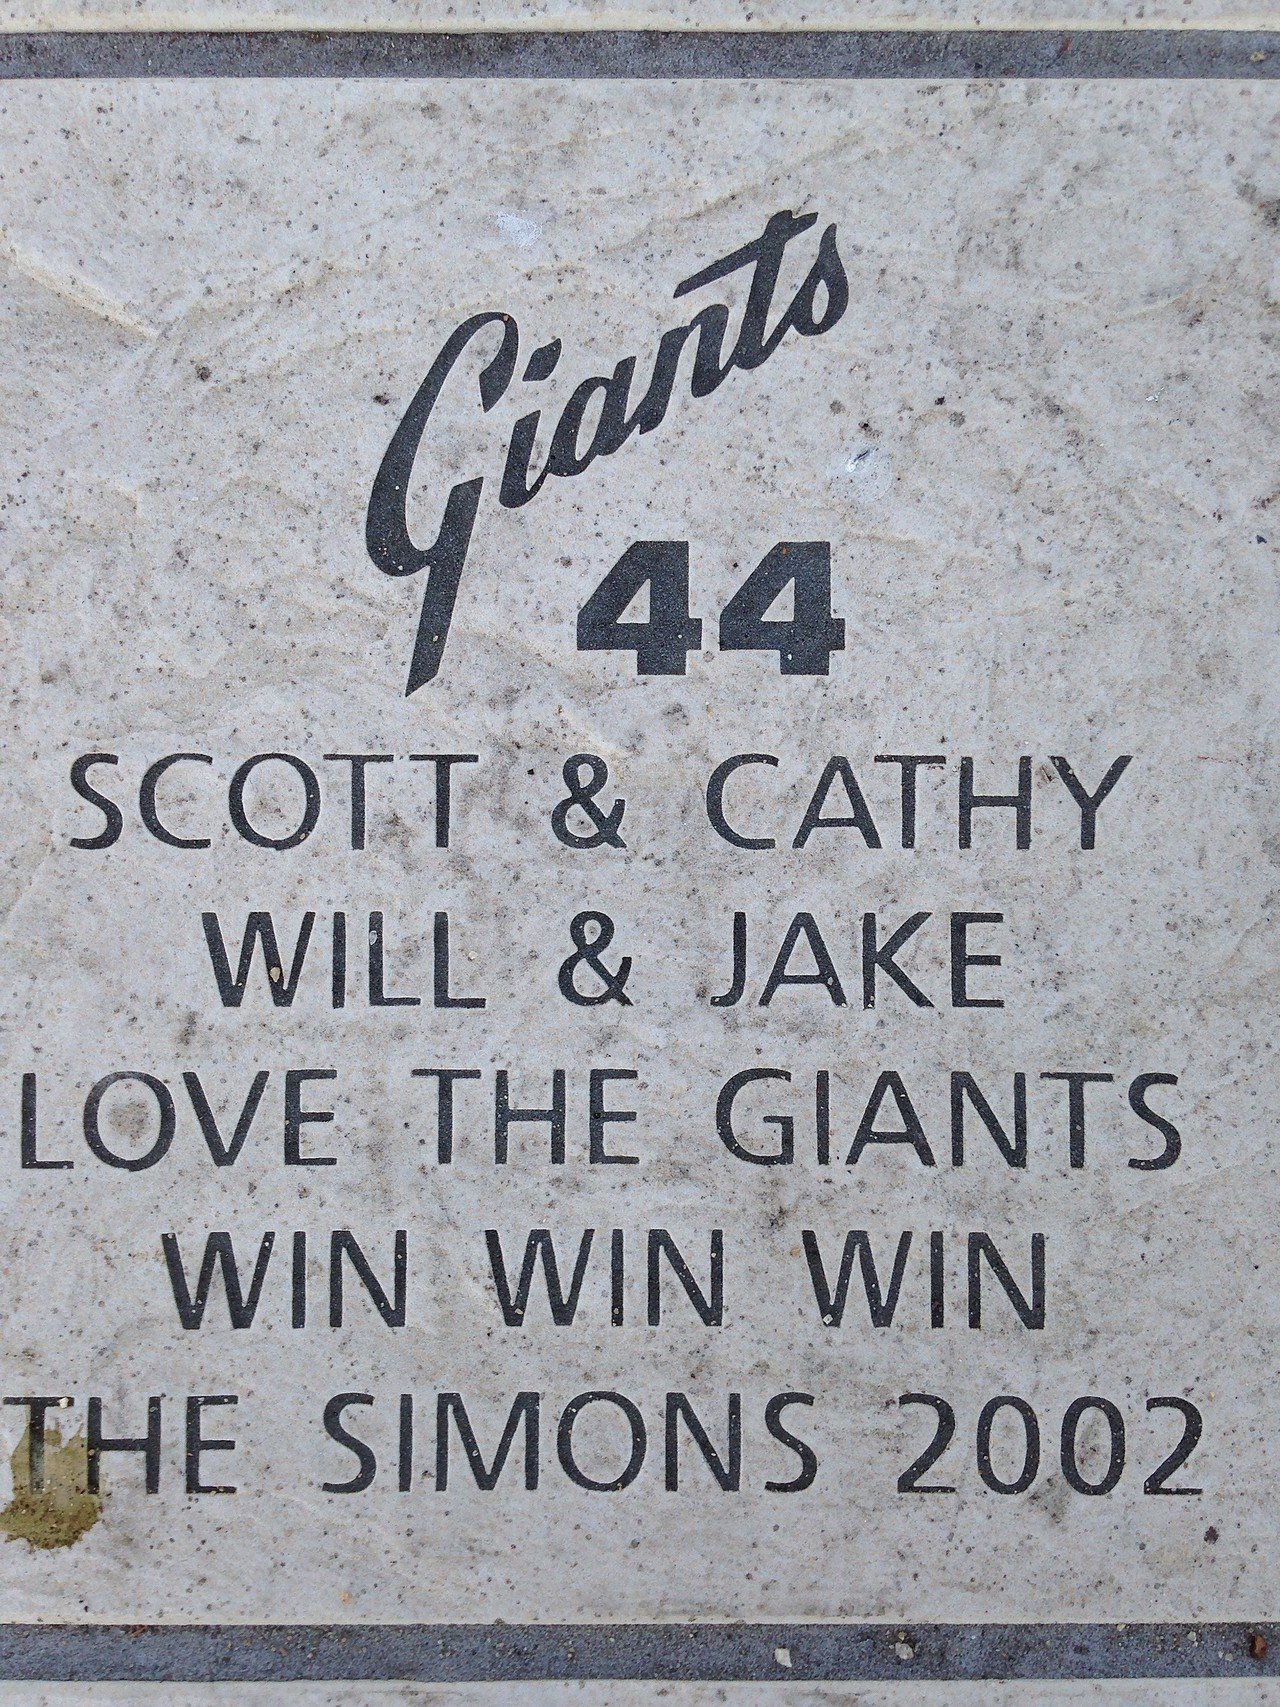 Giants
44
SCOTT & CATHY
WILL & JAKE
LOVE THE GIANTS
WIN WIN WIN
THE SIMONS 2002